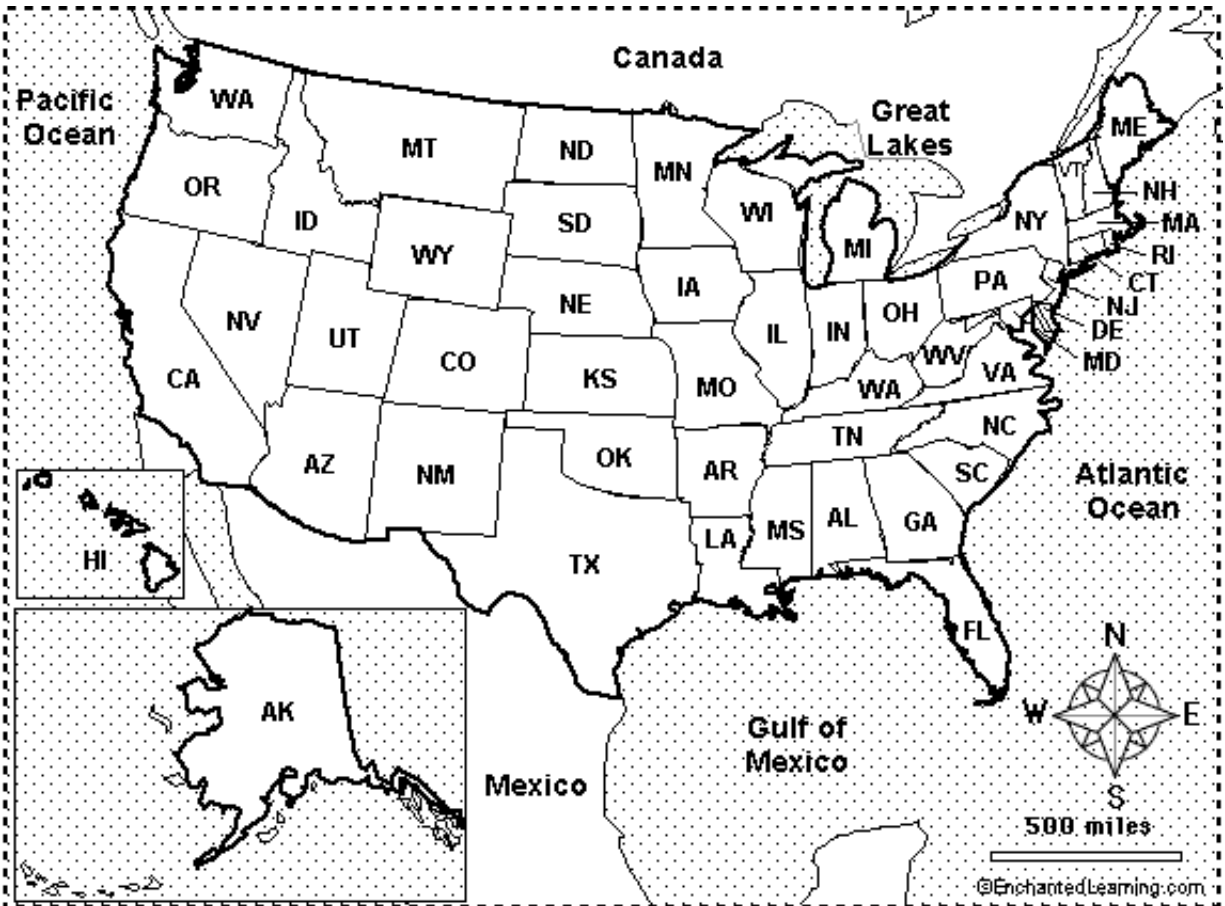 Canada
Pacific
Ocean
Great
Lakes
WA
MT
ND
MN
ME
OR
ID
SD
WI
NY
NH
WY
MI
MA
RI
CT
NV
UT
NE
IA
PA
NJ
CA
CO
KS
IL
IN
OH
DE
WV
MD
MO
WA
VA
AZ
NM
OK
AR
TN
NC
SC
Atlantic
Ocean
LA
MS
AL
GA
HI
TX
FL
N
W
E
S
AK
Gulf of
Mexico
Mexico
500 miles
©EnchantedLearning.com